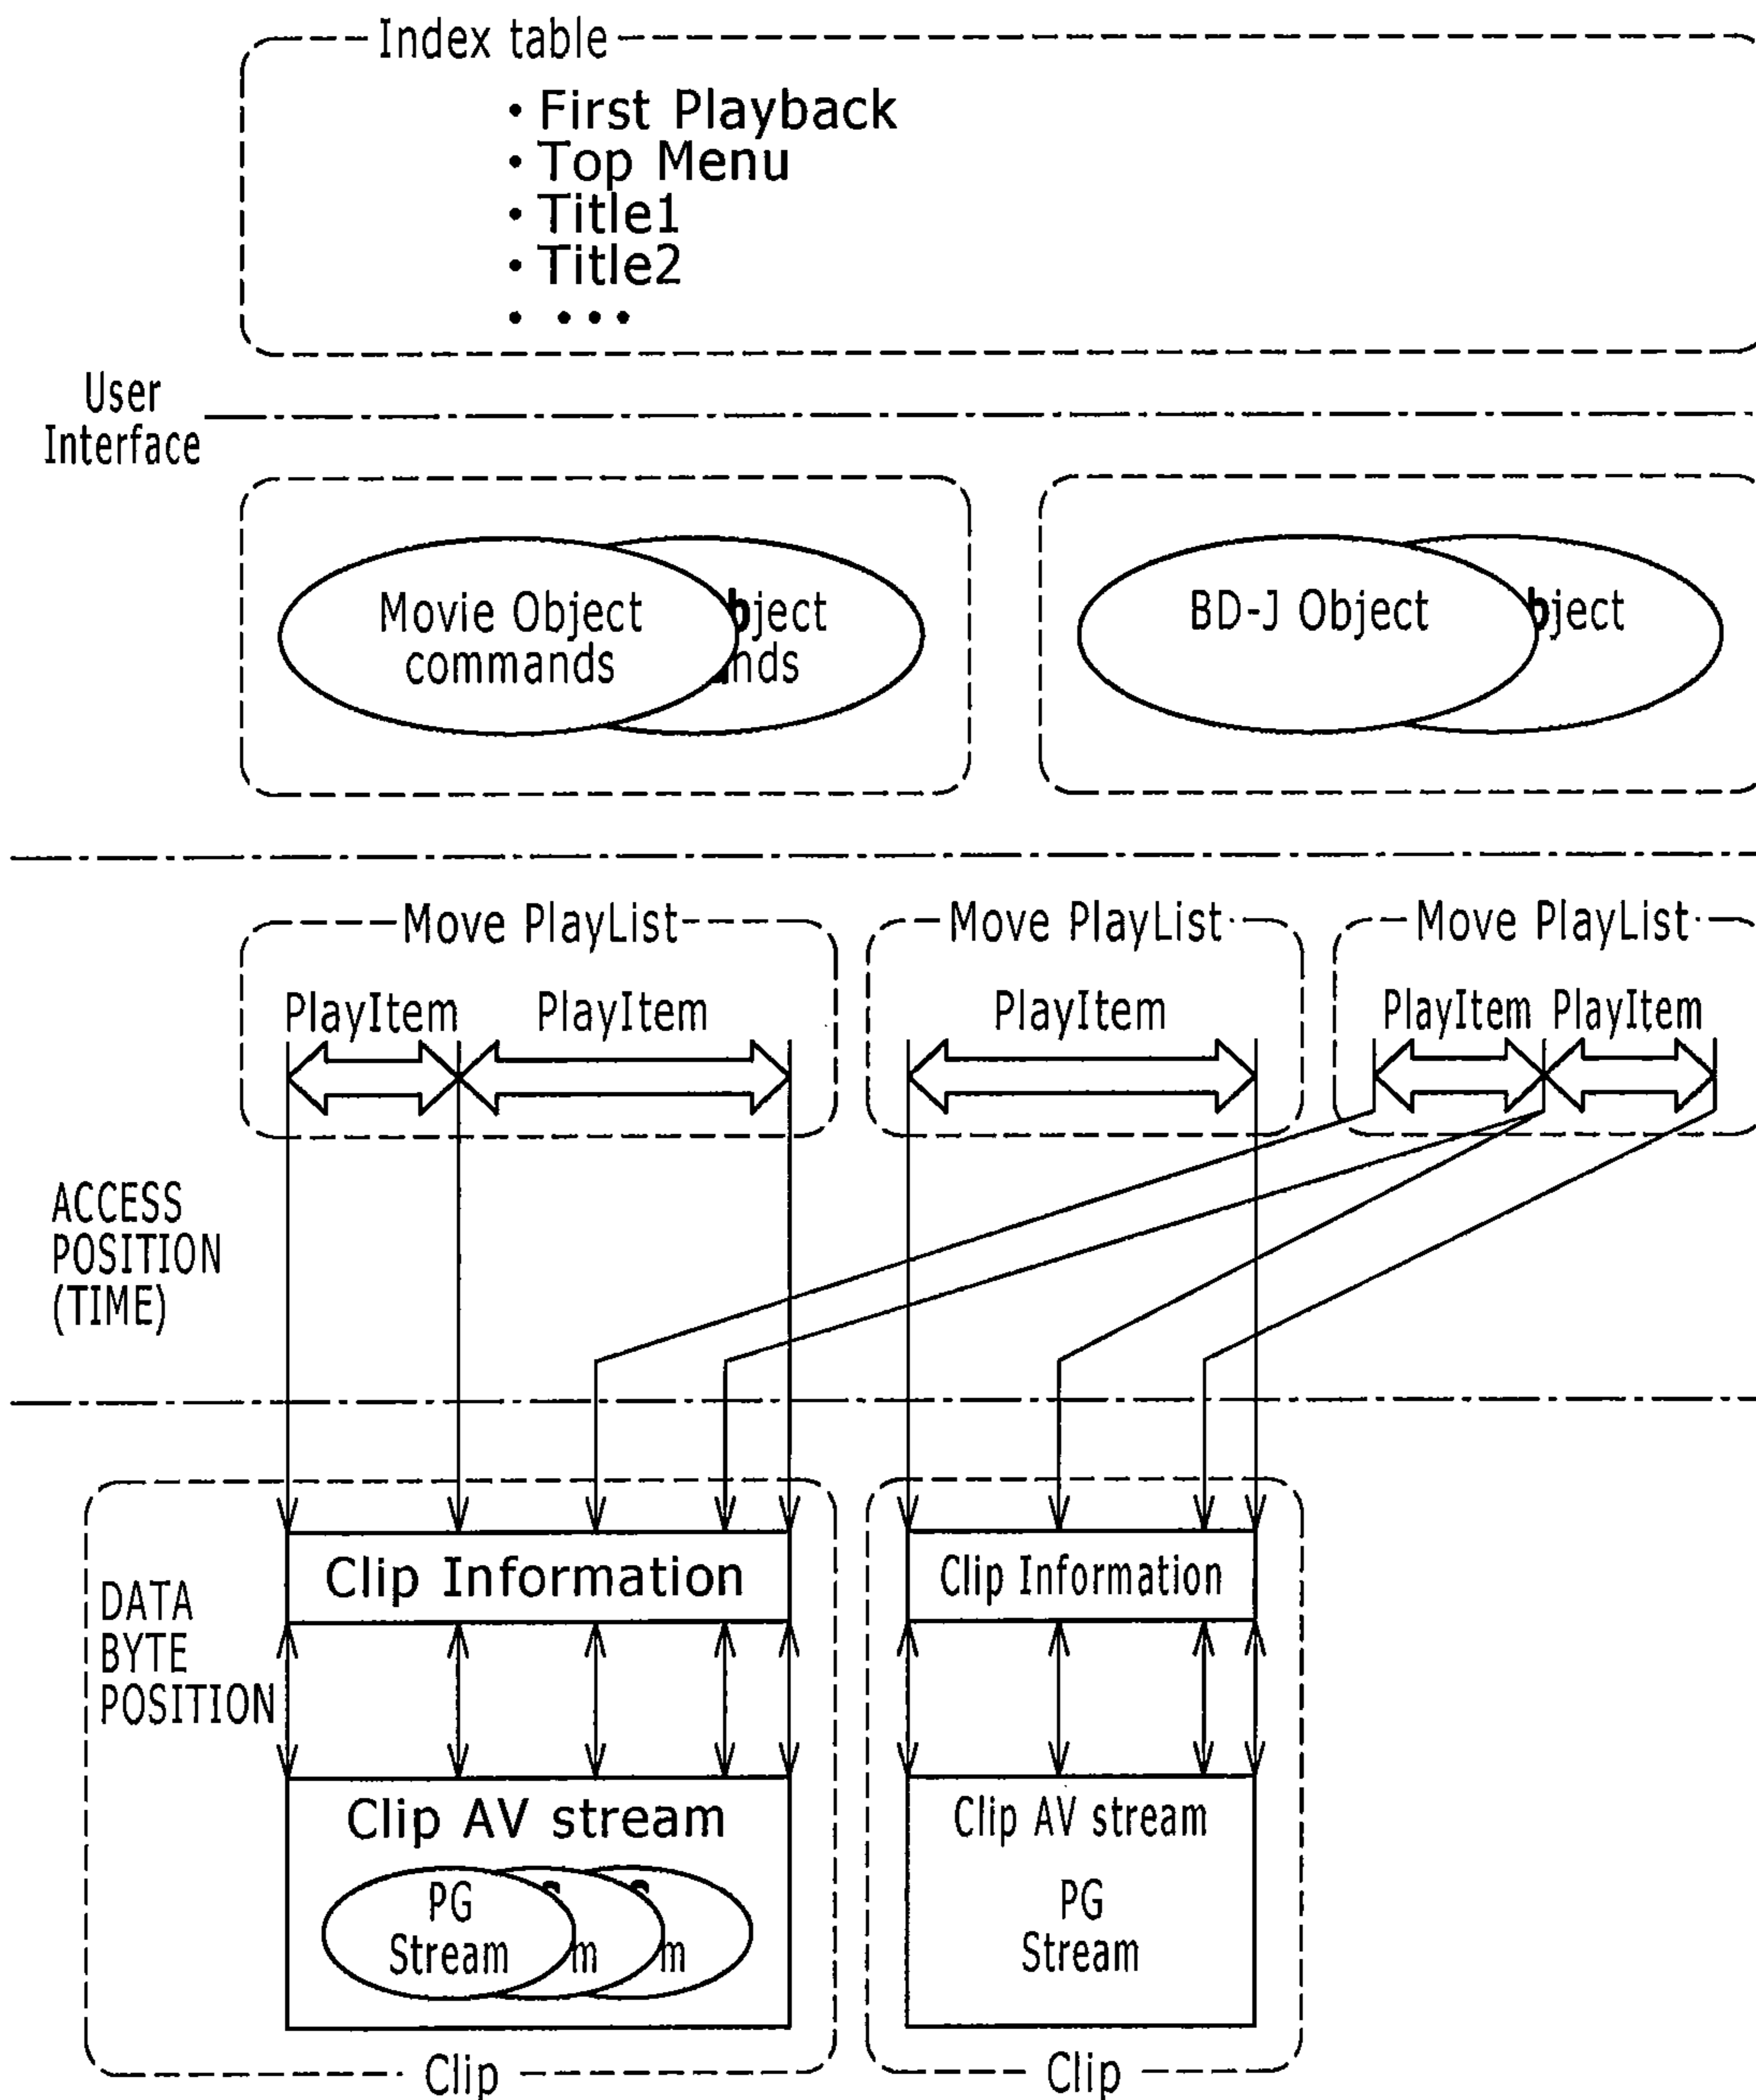 Index table
• First Playback
• Top Menu
• Title1
• Title2
• •••
User
Interface
Movie Object
commands
bject
nds
BD-J Object
bject
Move PlayList
Move PlayList
Move PlayList
PlayItem
PlayItem
PlayItem
PlayItem
PlayItem
ACCESS
POSITION
(TIME)
Clip Information
Clip Information
DATA
BYTE
POSITION
Clip AV stream
Clip AV stream
PG
Stream
m
m
PG
Stream
Clip
Clip